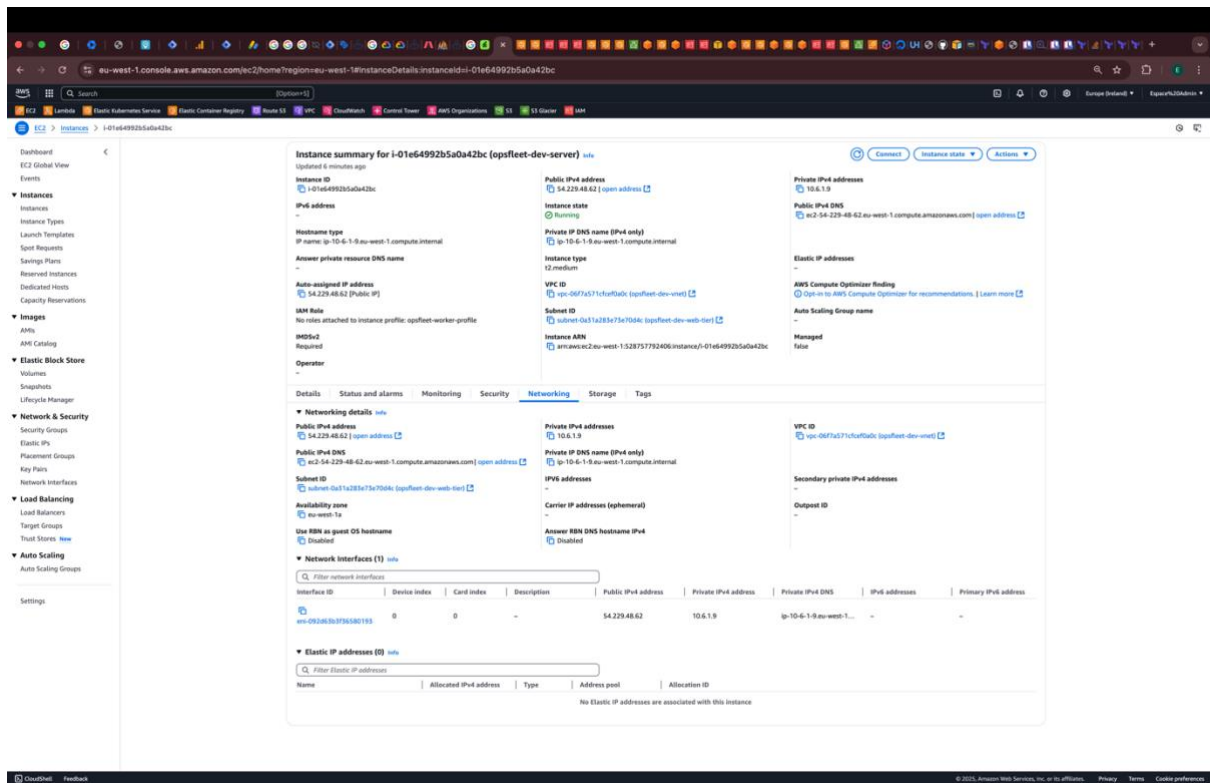 eu-west-1.console.aws.amazon.com/ec2/home?region=eu-west-1#InstanceDetails:instanceId=i-01e64992b5a0a42bc
aws Search [Option+S] Europe (Ireland)
EC2 Lambda Elastic Kubernetes Service Elastic Container Registry Route 53 VPC CloudWatch Control Tower AWS Organizations S3 S3 Glacier IAM
EC2 > Instances > i-01e64992b5a0a42bc
Dashboard
EC2 Global View
Events
Instances
Instances
Instance Types
Launch Templates
Spot Requests
Savings Plans
Reserved Instances
Dedicated Hosts
Capacity Reservations
Images
AMIs
AMI Catalog
Elastic Block Store
Volumes
Snapshots
Lifecycle Manager
Network & Security
Security Groups
Elastic IPs
Placement Groups
Key Pairs
Network Interfaces
Load Balancing
Load Balancers
Target Groups
Trust Stores New
Auto Scaling
Auto Scaling Groups
Settings
Instance summary for i-01e64992b5a0a42bc (opsfleet-dev-server) Info
Connect Instance state Actions
Updated 6 minutes ago
Instance ID Public IPv4 address Private IPv4 addresses
i-01e64992b5a0a42bc 54.229.48.62 | open address 10.6.1.9
IPv6 address Instance state Public IPv4 DNS
– Running ec2-54-229-48-62.eu-west-1.compute.amazonaws.com | open address
Hostname type Private IP DNS name (IPv4 only)
IP name: ip-10-6-1-9.eu-west-1.compute.internal ip-10-6-1-9.eu-west-1.compute.internal
Answer private resource DNS name Instance type Elastic IP addresses
– t2.medium –
Auto-assigned IP address VPC ID AWS Compute Optimizer finding
54.229.48.62 [Public IP] vpc-06f7a571cfcef0a0c (opsfleet-dev-vnet) Opt-in to AWS Compute Optimizer for recommendations. | Learn more
IAM Role Subnet ID Auto Scaling Group name
No roles attached to instance profile: opsfleet-worker-profile subnet-0a31a283e73e70d4c (opsfleet-dev-web-tier) –
IMDSv2 Instance ARN Managed
Required arn:aws:ec2:eu-west-1:528757792406:instance/i-01e64992b5a0a42bc false
Operator
–
Details Status and alarms Monitoring Security Networking Storage Tags
Networking details Info
Public IPv4 address Private IPv4 addresses VPC ID
54.229.48.62 | open address 10.6.1.9 vpc-06f7a571cfcef0a0c (opsfleet-dev-vnet)
Public IPv4 DNS Private IP DNS name (IPv4 only)
ec2-54-229-48-62.eu-west-1.compute.amazonaws.com | open address ip-10-6-1-9.eu-west-1.compute.internal
Subnet ID IPV6 addresses Secondary private IPv4 addresses
subnet-0a31a283e73e70d4c (opsfleet-dev-web-tier) – –
Availability zone Carrier IP addresses (ephemeral) Outpost ID
eu-west-1a – –
Use RBN as guest OS hostname Answer RBN DNS hostname IPv4
Disabled Disabled
Network Interfaces (1) Info
Filter network interfaces
Interface ID Device index Card index Description Public IPv4 address Private IPv4 address Private IPv4 DNS IPv6 addresses Primary IPv6 address
eni-092d63b3f36580193 0 0 – 54.229.48.62 10.6.1.9 ip-10-6-1-9.eu-west-1... – –
Elastic IP addresses (0) Info
Filter Elastic IP addresses
Name Allocated IPv4 address Type Address pool Allocation ID
No Elastic IP addresses are associated with this instance
CloudShell Feedback © 2025, Amazon Web Services, Inc. or its affiliates. Privacy Terms Cookie preferences